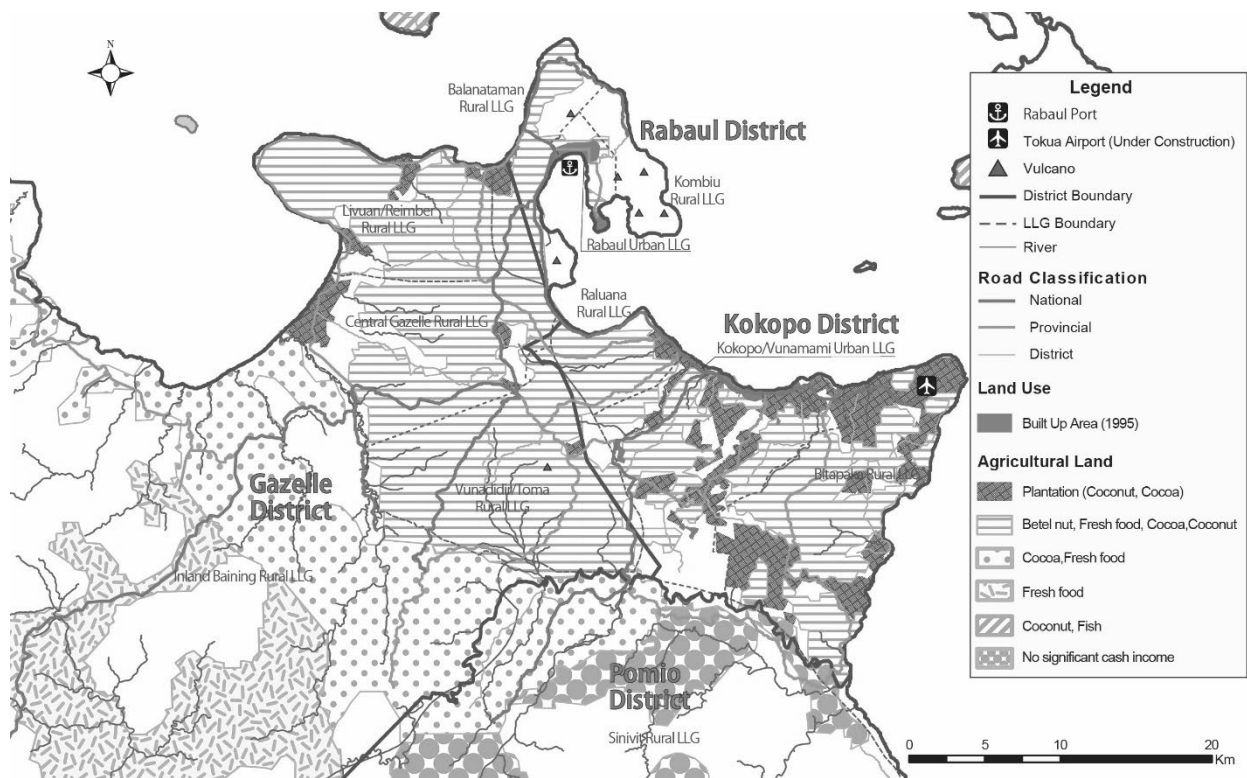 N
Balanataman
Rural LLG
Rabaul District
Kombiu
Rural LLG
Livuan/Reimber
Rural LLG
Rabaul Urban LLG
Raluana
Rural LLG
Central Gazelle Rural LLG
Kokopo District
Kokopo/Vunamami Urban LLG
Bitapaka Rural LLG
Gazelle
District
Vunadidir/Toma
Rural LLG
Inland Baining Rural LLG
Pomio
District
Sinivit Rural LLG
Legend
Rabaul Port
Tokua Airport (Under Construction)
Vulcano
District Boundary
LLG Boundary
River
Road Classification
National
Provincial
District
Land Use
Built Up Area (1995)
Agricultural Land
Plantation (Coconut, Cocoa)
Betel nut, Fresh food, Cocoa,Coconut
Cocoa,Fresh food
Fresh food
Coconut, Fish
No significant cash income
0 5 10 20
Km